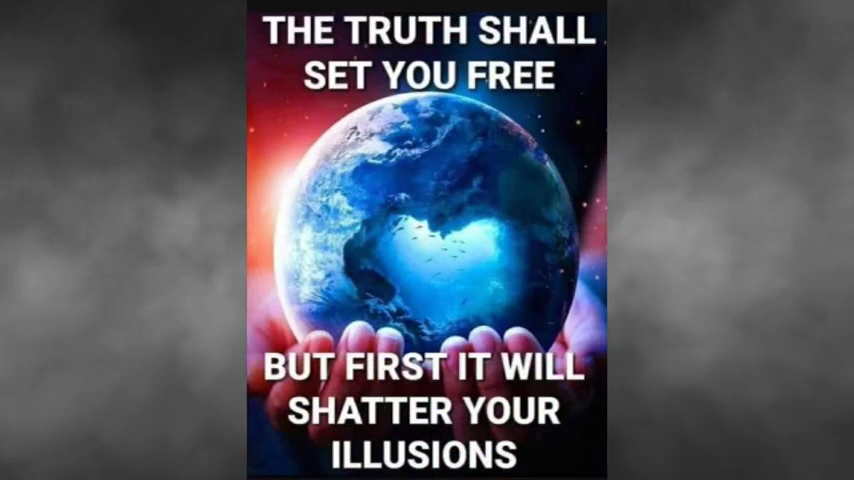 THE TRUTH SHALL
SET YOU FREE
BUT FIRST IT WILL
SHATTER YOUR
ILLUSIONS